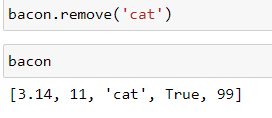 bacon.remove('cat')
bacon
[3.14, 11, 'cat', True, 99]